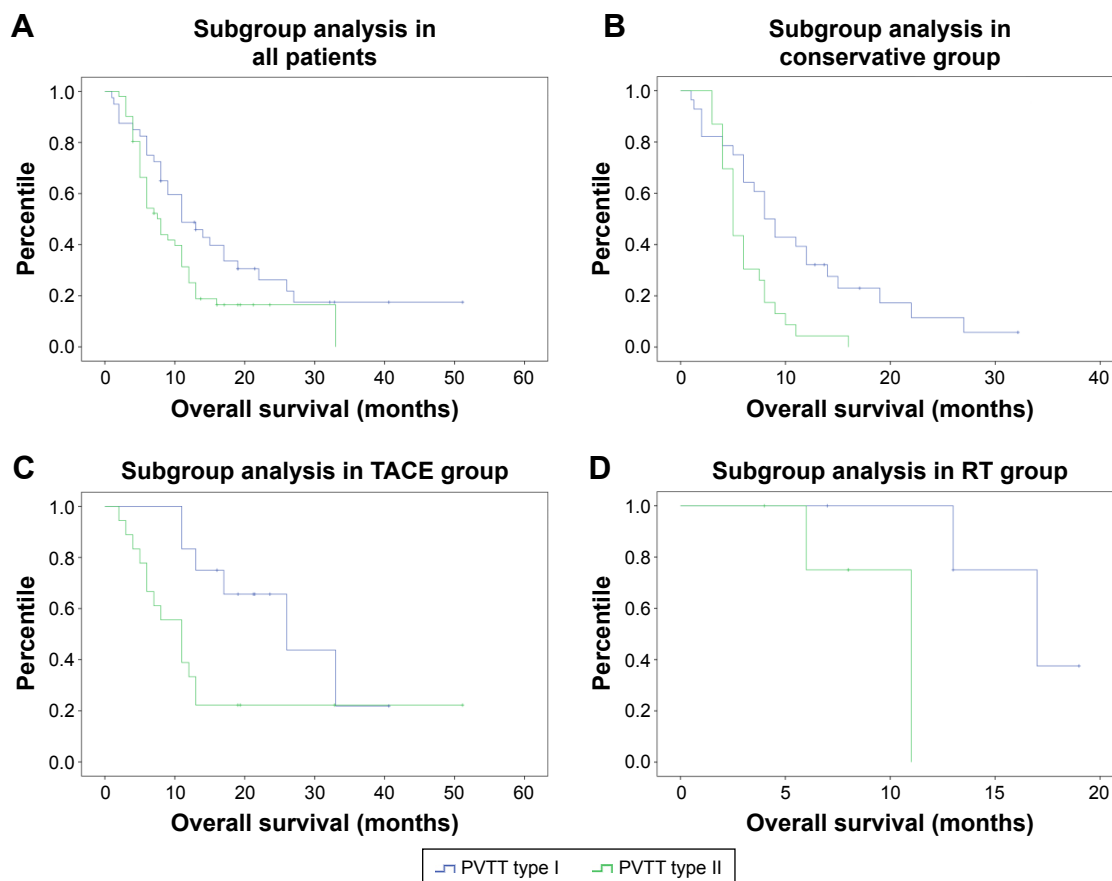 A
Subgroup analysis in
all patients
1.0
0.8
0.6
0.4
0.2
0.0
Percentile
0 10 20 30 40 50 60
Overall survival (months)
B
Subgroup analysis in
conservative group
1.0
0.8
0.6
0.4
0.2
0.0
Percentile
0 10 20 30 40
Overall survival (months)
C
Subgroup analysis in TACE group
1.0
0.8
0.6
0.4
0.2
0.0
Percentile
0 10 20 30 40 50 60
Overall survival (months)
D
Subgroup analysis in RT group
1.0
0.8
0.6
0.4
0.2
0.0
Percentile
0 5 10 15 20
Overall survival (months)
PVTT type I PVTT type II